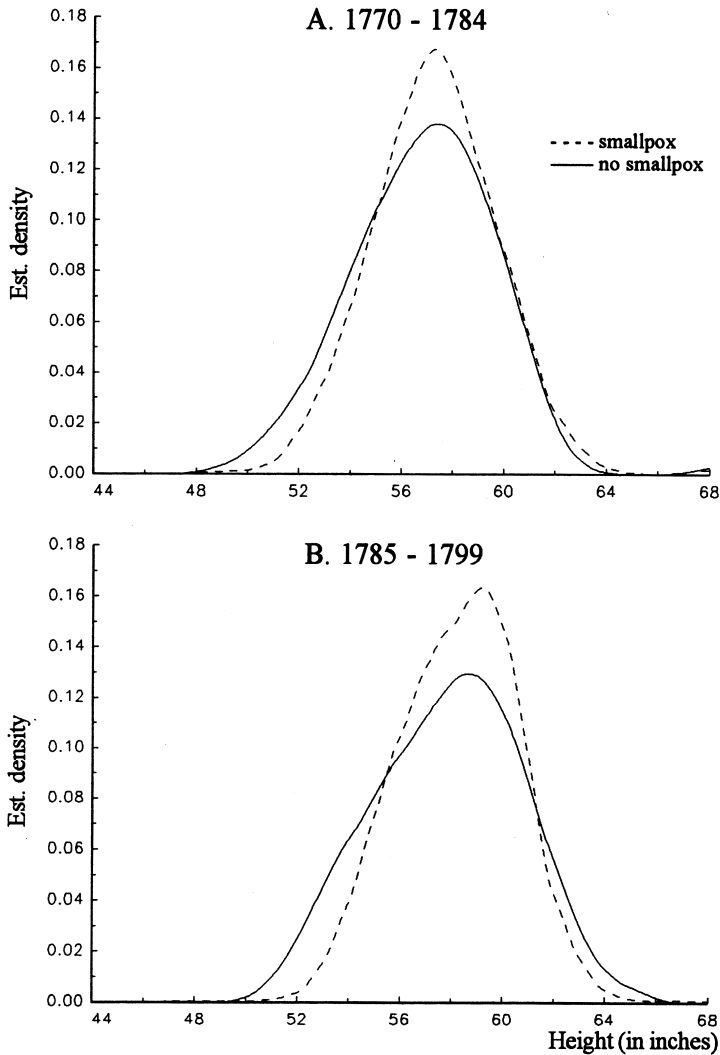 A. 1770 - 1784
0.18
0.16
0.14
0.12
0.10
0.08
0.06
0.04
0.02
0.00
Est. density
smallpox
no smallpox
44 48 52 56 60 64 68
B. 1785 - 1799
0.18
0.16
0.14
0.12
0.10
0.08
0.06
0.04
0.02
0.00
Est. density
44 48 52 56 60 64 68
Height (in inches)